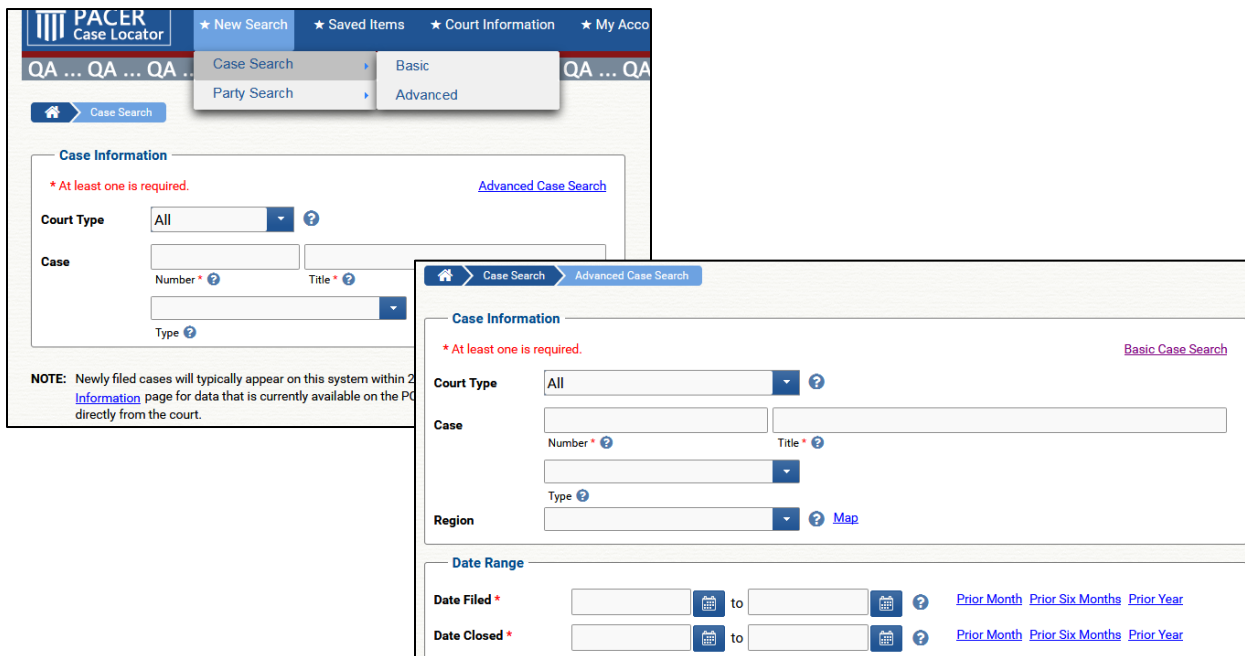 PACER
Case Locator
★ New Search ★ Saved Items ★ Court Information ★ My Acco
QA ... QA ... QA ... QA ... QA
Case Search
Party Search
Basic
Advanced
Case Search
Case Information
* At least one is required. Advanced Case Search
Court Type All
Case
Number * Title *
Type
NOTE: Newly filed cases will typically appear on this system within 2
Information page for data that is currently available on the PC
directly from the court.
Case Search Advanced Case Search
Case Information
* At least one is required. Basic Case Search
Court Type All
Case
Number * Title *
Type
Region Map
Date Range
Date Filed * to Prior Month Prior Six Months Prior Year
Date Closed * to Prior Month Prior Six Months Prior Year